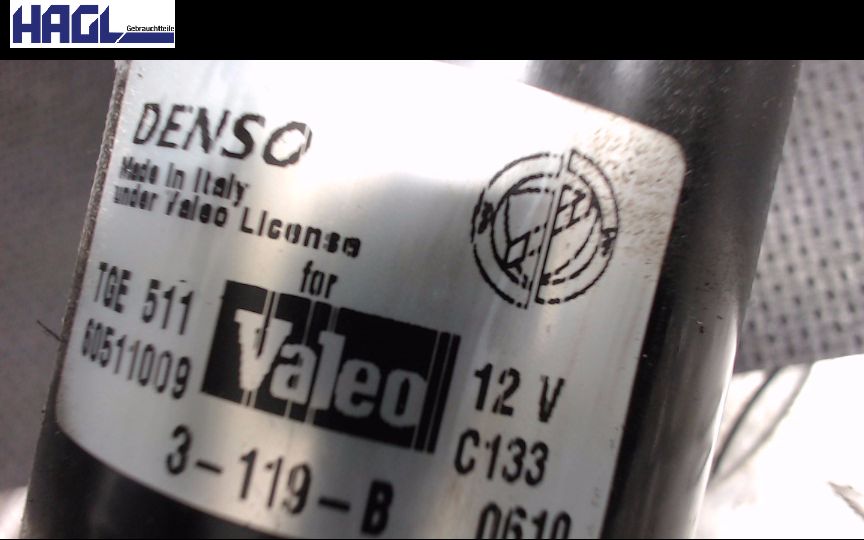 HAGL
Gebrauchtteile
DENSO
Made in Italy
under Valeo License
for
Valeo
TGE 511
60511009
12 V
C133
3-119-B
0610